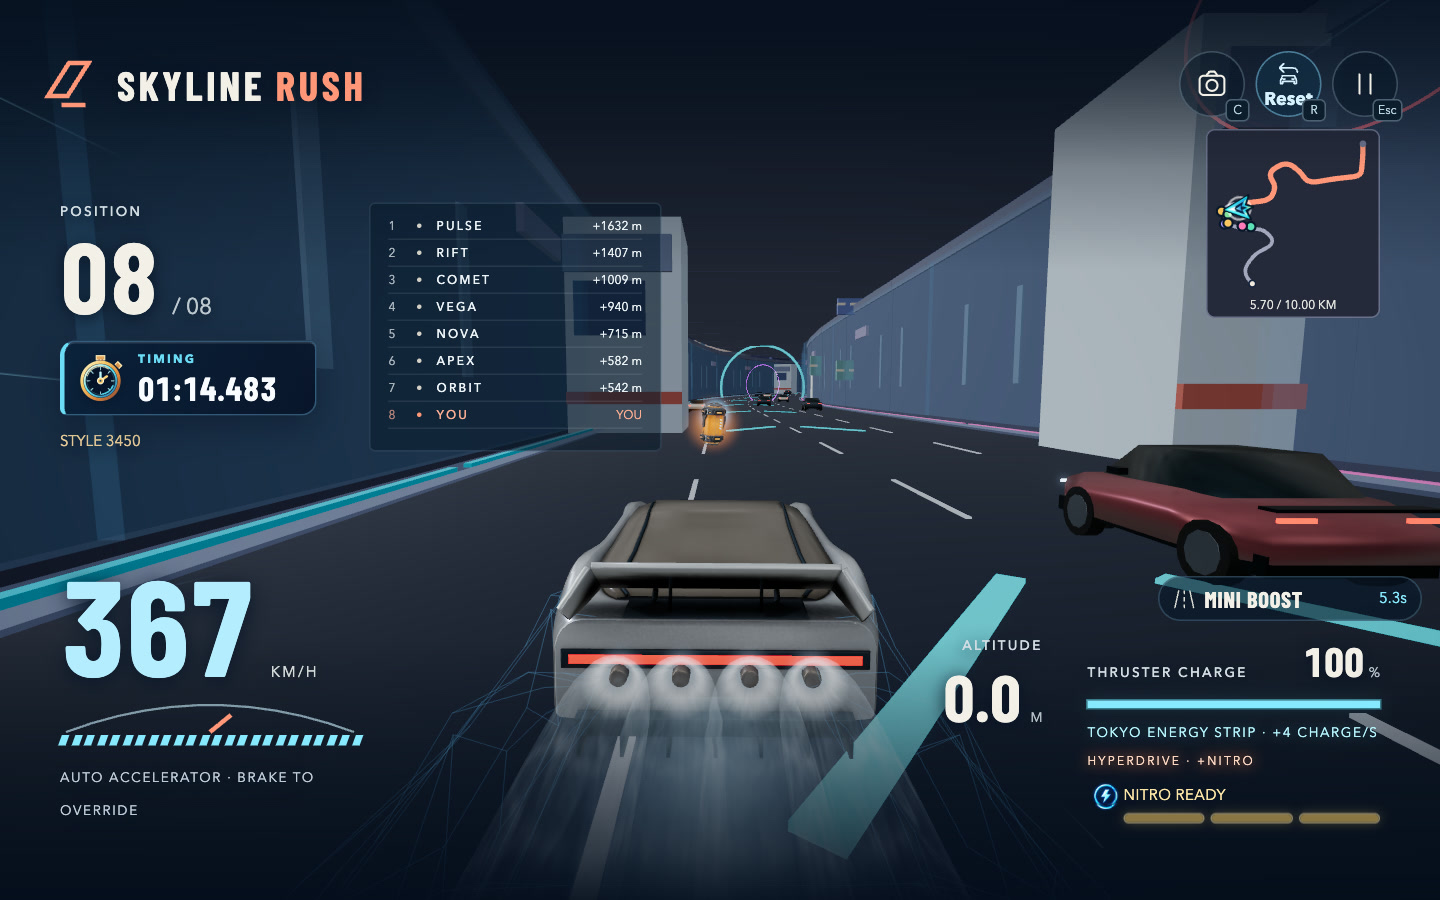 SKYLINE RUSH
Reset
C
R
Esc
POSITION
08 / 08
TIMING
01:14.483
STYLE 3450
1 • PULSE +1632 m
2 • RIFT +1407 m
3 • COMET +1009 m
4 • VEGA +940 m
5 • NOVA +715 m
6 • APEX +582 m
7 • ORBIT +542 m
8 • YOU YOU
5.70 / 10.00 KM
367 KM/H
AUTO ACCELERATOR · BRAKE TO
OVERRIDE
MINI BOOST 5.3s
ALTITUDE
0.0 M
THRUSTER CHARGE 100 %
TOKYO ENERGY STRIP · +4 CHARGE/S
HYPERDRIVE · +NITRO
NITRO READY